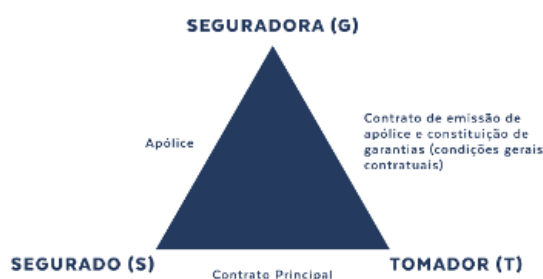 SEGURADORA (G)
Contrato de emissão de
apólice e constituição de
garantias (condições gerais
contratuais)
Apólice
SEGURADO (S)
Contrato Principal
TOMADOR (T)